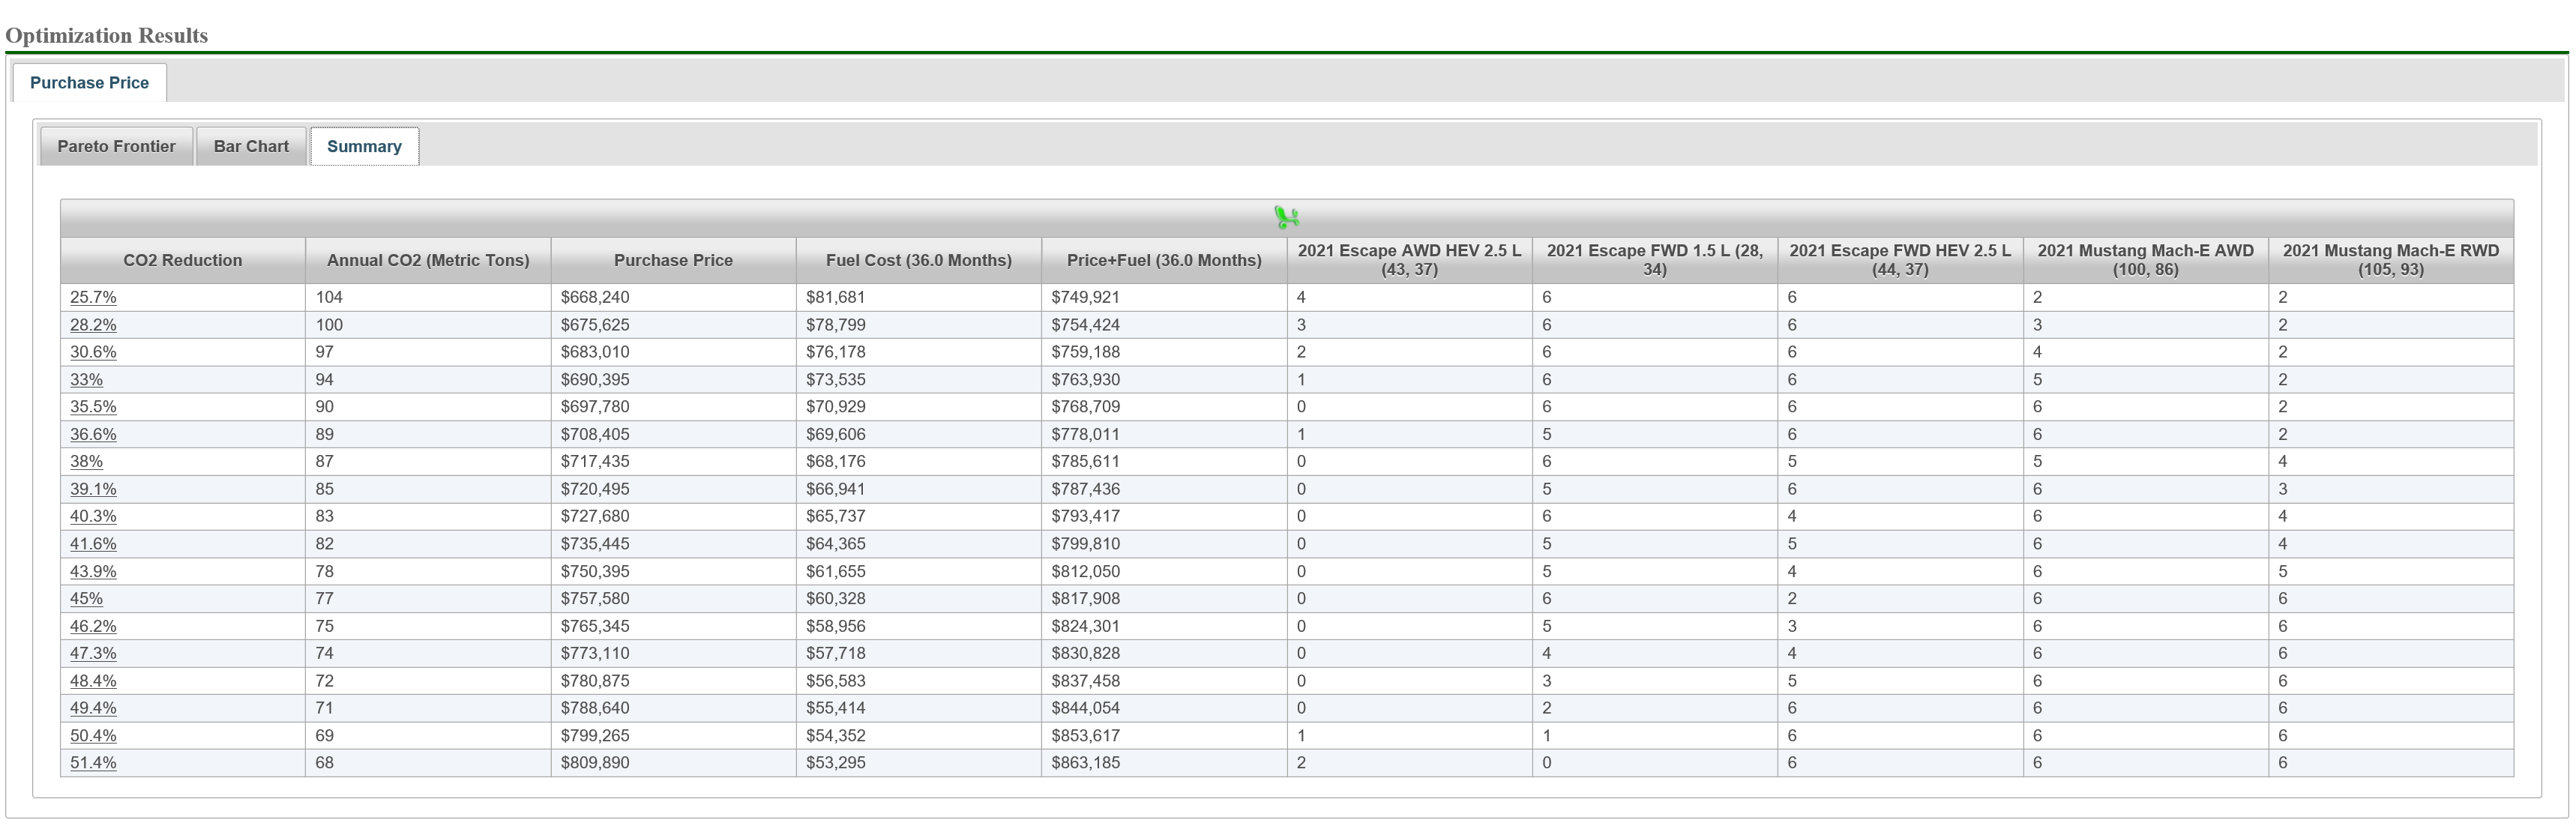 Optimization Results
Purchase Price
Pareto Frontier Bar Chart Summary
CO2 Reduction Annual CO2 (Metric Tons) Purchase Price Fuel Cost (36.0 Months) Price+Fuel (36.0 Months) 2021 Escape AWD HEV 2.5 L (43, 37) 2021 Escape FWD 1.5 L (28, 34) 2021 Escape FWD HEV 2.5 L (44, 37) 2021 Mustang Mach-E AWD (100, 86) 2021 Mustang Mach-E RWD (105, 93)
25.7% 104 $668,240 $81,681 $749,921 4 6 6 2 2
28.2% 100 $675,625 $78,799 $754,424 3 6 6 3 2
30.6% 97 $683,010 $76,178 $759,188 2 6 6 4 2
33% 94 $690,395 $73,535 $763,930 1 6 6 5 2
35.5% 90 $697,780 $70,929 $768,709 0 6 6 6 2
36.6% 89 $708,405 $69,606 $778,011 1 5 6 6 2
38% 87 $717,435 $68,176 $785,611 0 6 5 5 4
39.1% 85 $720,495 $66,941 $787,436 0 5 6 6 3
40.3% 83 $727,680 $65,737 $793,417 0 6 4 6 4
41.6% 82 $735,445 $64,365 $799,810 0 5 5 6 4
43.9% 78 $750,395 $61,655 $812,050 0 5 4 6 5
45% 77 $757,580 $60,328 $817,908 0 6 2 6 6
46.2% 75 $765,345 $58,956 $824,301 0 5 3 6 6
47.3% 74 $773,110 $57,718 $830,828 0 4 4 6 6
48.4% 72 $780,875 $56,583 $837,458 0 3 5 6 6
49.4% 71 $788,640 $55,414 $844,054 0 2 6 6 6
50.4% 69 $799,265 $54,352 $853,617 1 1 6 6 6
51.4% 68 $809,890 $53,295 $863,185 2 0 6 6 6